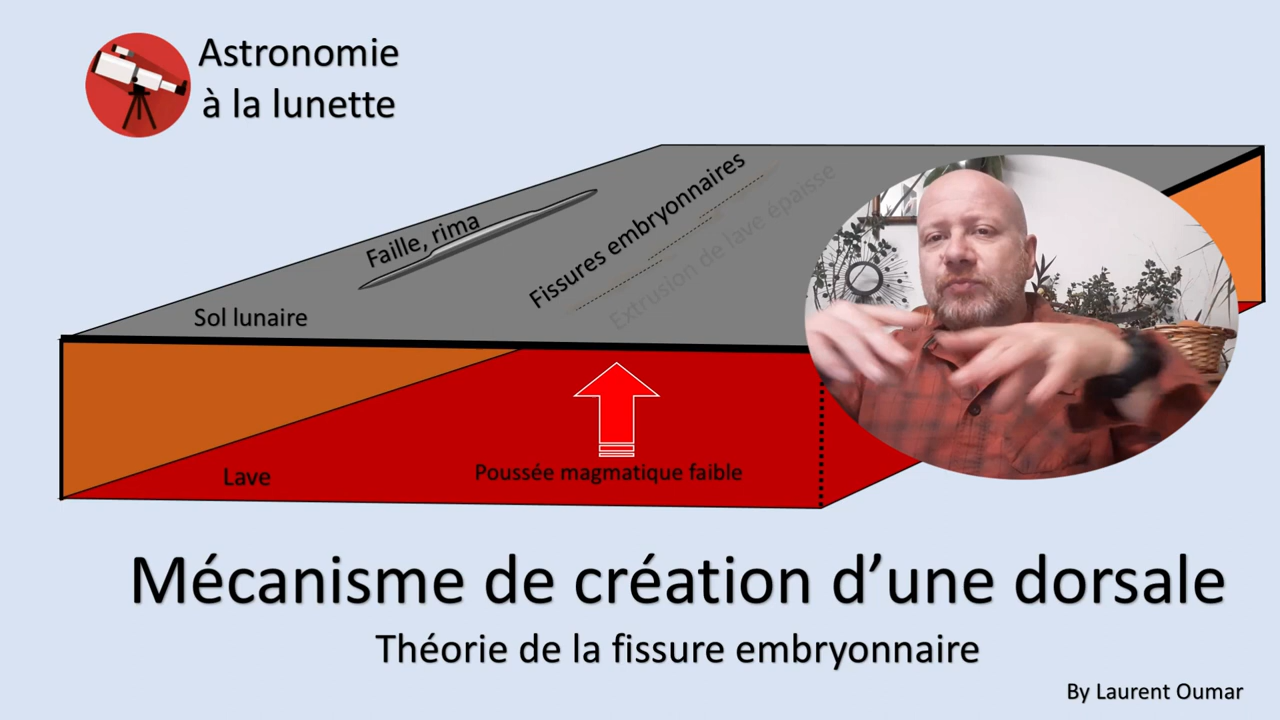 Astronomie
à la lunette
Faille, rima
Fissures embryonnaires
Extrusion de lave épaisse
Sol lunaire
Lave
Poussée magmatique faible
Mécanisme de création d’une dorsale
Théorie de la fissure embryonnaire
By Laurent Oumar